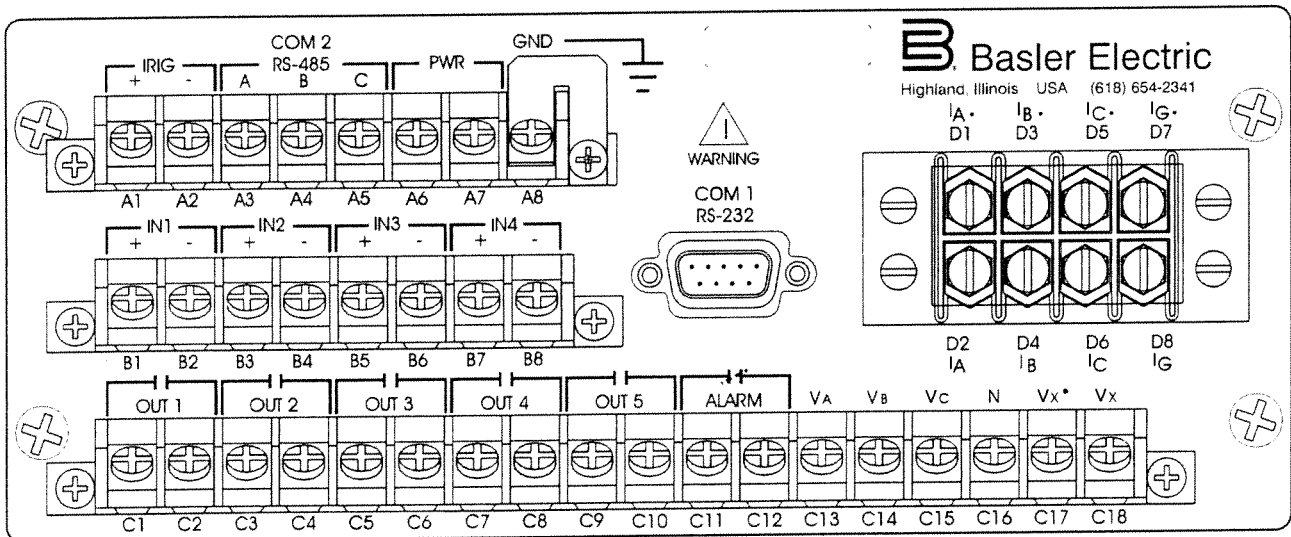 COM 2
GND
IRIG RS-485 PWR
+ - A B C
A1 A2 A3 A4 A5 A6 A7 A8
B Basler Electric
Highland, Illinois USA (618) 654-2341
IA• IB• IC• IG•
D1 D3 D5 D7
WARNING
COM 1
RS-232
IN1 IN2 IN3 IN4
+ - + - + - + -
B1 B2 B3 B4 B5 B6 B7 B8
D2 D4 D6 D8
IA IB IC IG
OUT 1 OUT 2 OUT 3 OUT 4 OUT 5 ALARM VA VB VC N VX• VX
C1 C2 C3 C4 C5 C6 C7 C8 C9 C10 C11 C12 C13 C14 C15 C16 C17 C18